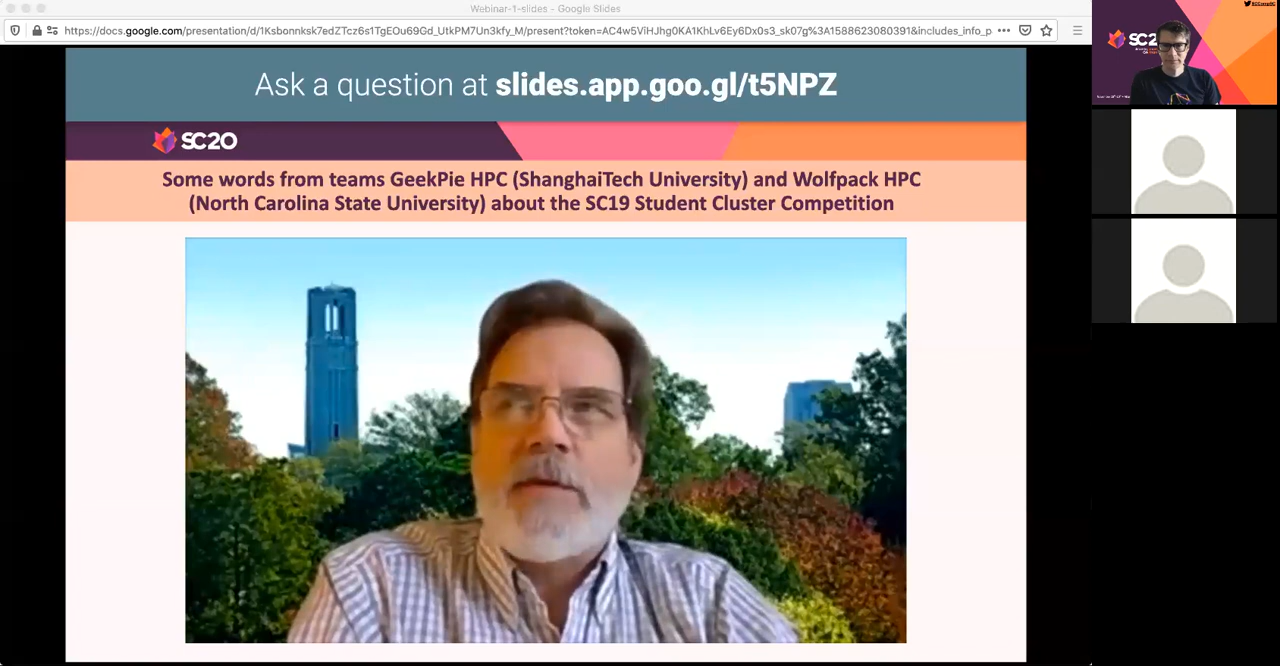 Webinar-1-slides - Google Slides
https://docs.google.com/presentation/d/1Ksbonnksk7edZTcz6s1TgEOu69Gd_UtkPM7Un3kfy_M/present?token=AC4w5ViHJhg0KA1KhLv6Ey6Dx0s3_sk07g%3A1588623080391&includes_info_p
Ask a question at slides.app.goo.gl/t5NPZ
SC20
Some words from teams GeekPie HPC (ShanghaiTech University) and Wolfpack HPC
(North Carolina State University) about the SC19 Student Cluster Competition
SC2